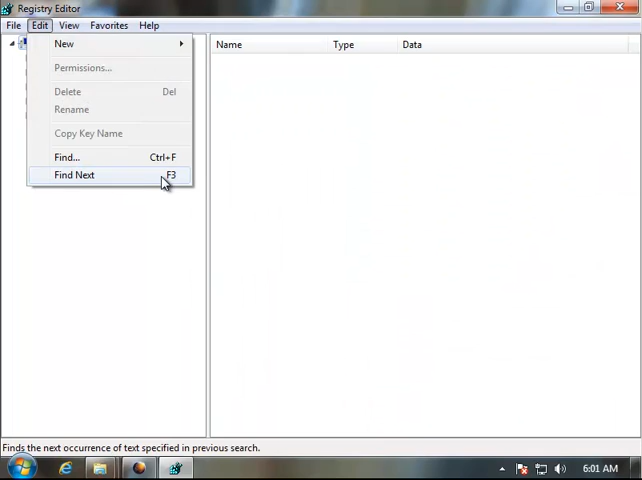 Registry Editor
File Edit View Favorites Help
New
Permissions...
Delete Del
Rename
Copy Key Name
Find... Ctrl+F
Find Next F3
Name Type Data
Finds the next occurrence of text specified in previous search.
6:01 AM